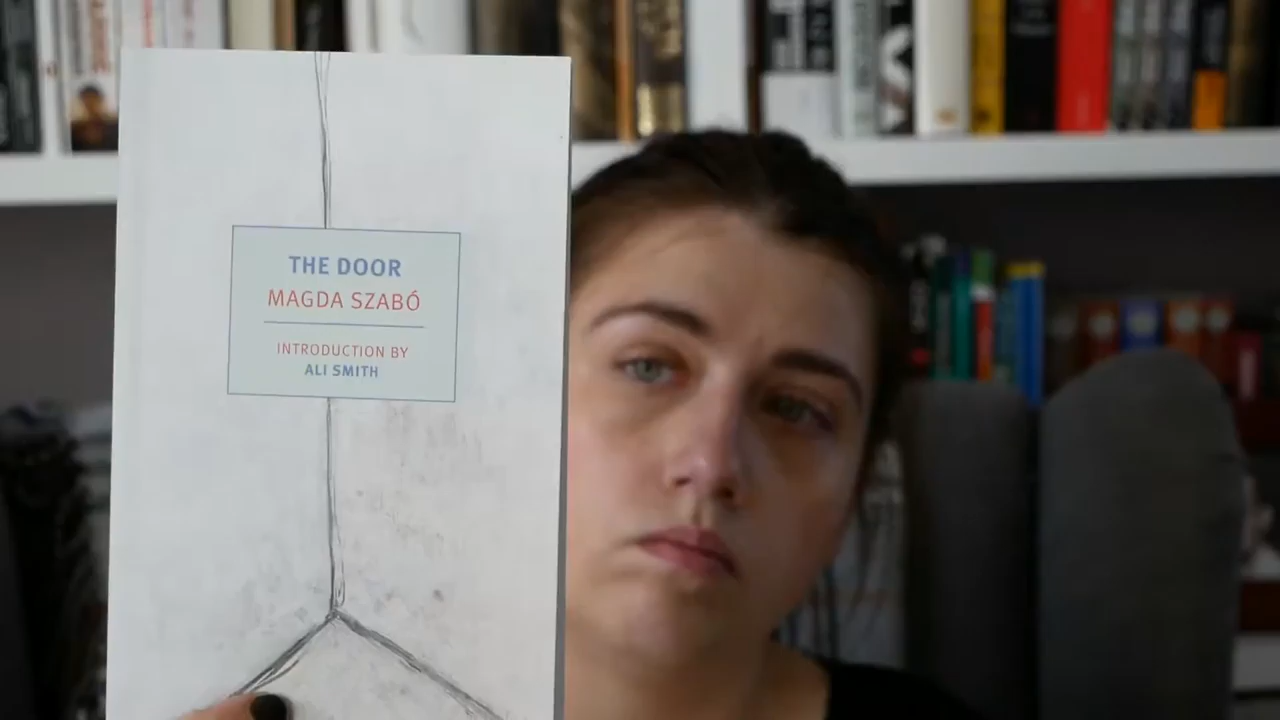 THE DOOR
MAGDA SZABÓ
INTRODUCTION BY
ALI SMITH